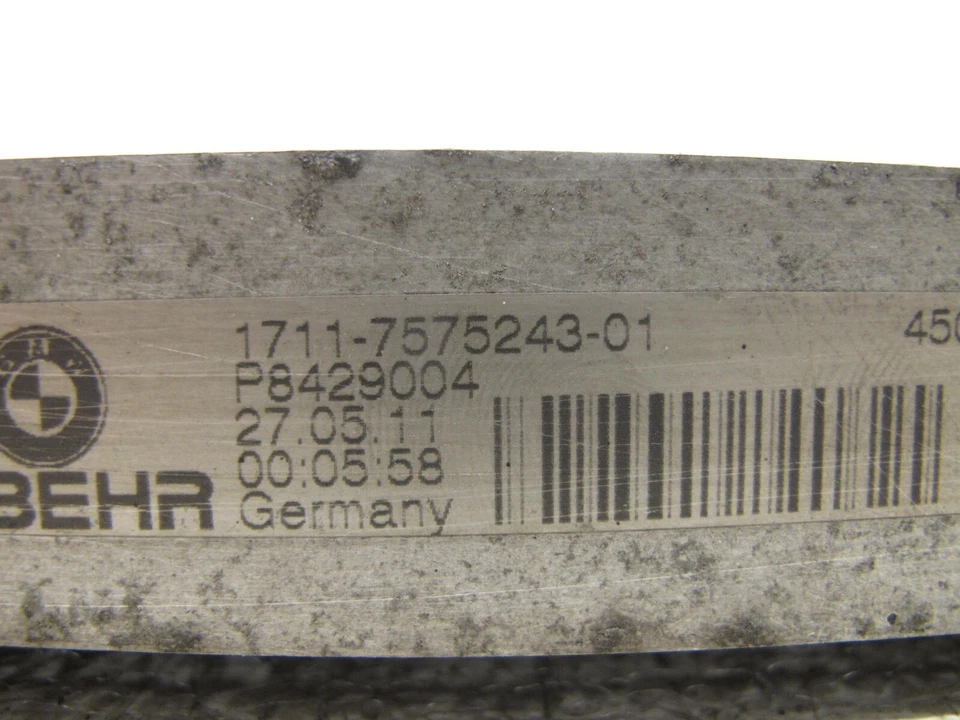 1711-7575243-01
P8429004
27.05.11
00:05:58
Germany
BEHR